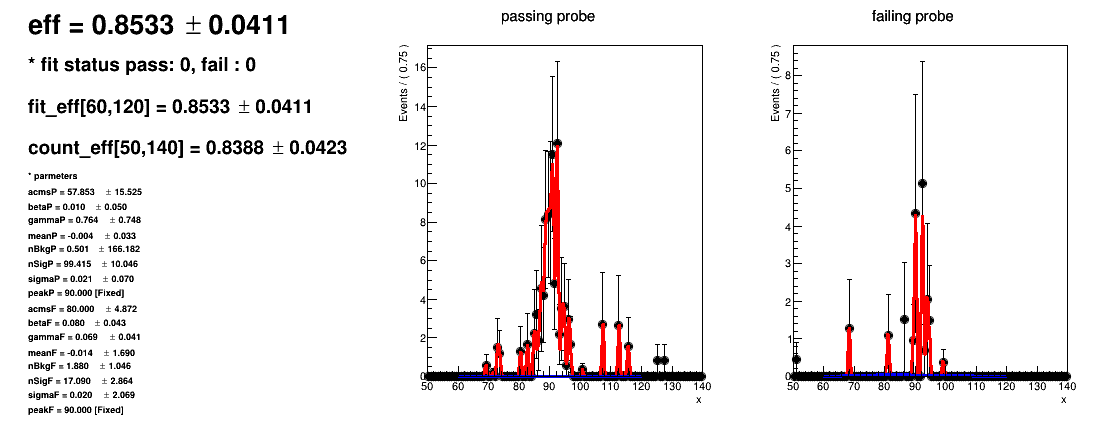 eff = 0.8533 ± 0.0411
* fit status pass: 0, fail : 0
fit_eff[60,120] = 0.8533 ± 0.0411
count_eff[50,140] = 0.8388 ± 0.0423
* parmeters
acmsP = 57.853 ± 15.525
betaP = 0.010 ± 0.050
gammaP = 0.764 ± 0.748
meanP = -0.004 ± 0.033
nBkgP = 0.501 ± 166.182
nSigP = 99.415 ± 10.046
sigmaP = 0.021 ± 0.070
peakP = 90.000 [Fixed]
acmsF = 80.000 ± 4.872
betaF = 0.080 ± 0.043
gammaF = 0.069 ± 0.041
meanF = -0.014 ± 1.690
nBkgF = 1.880 ± 1.046
nSigF = 17.090 ± 2.864
sigmaF = 0.020 ± 2.069
peakF = 90.000 [Fixed]
passing probe
Events / ( 0.75 )
16
14
12
10
8
6
4
2
0
50 60 70 80 90 100 110 120 130 140
x
failing probe
Events / ( 0.75 )
8
7
6
5
4
3
2
1
0
50 60 70 80 90 100 110 120 130 140
x